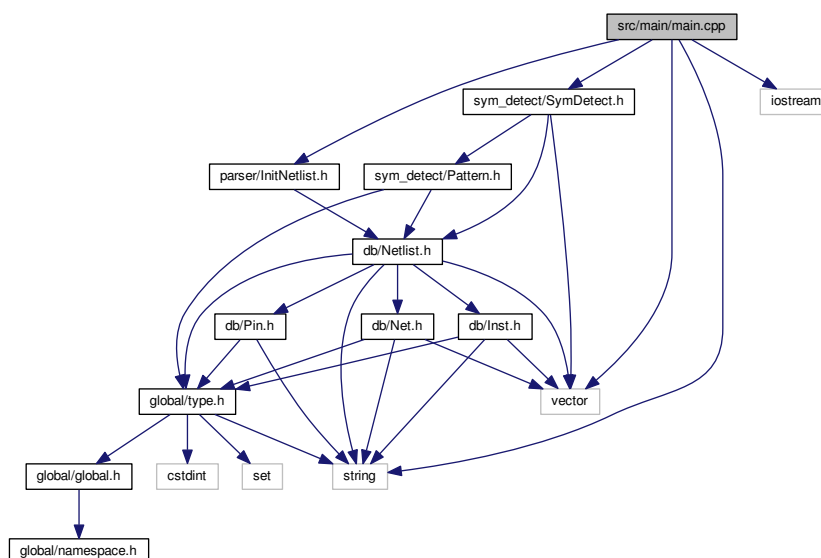 src/main/main.cpp
sym_detect/SymDetect.h
iostream
parser/InitNetlist.h
sym_detect/Pattern.h
db/Netlist.h
db/Pin.h
db/Net.h
db/Inst.h
global/type.h
vector
global/global.h
cstdint
set
string
global/namespace.h